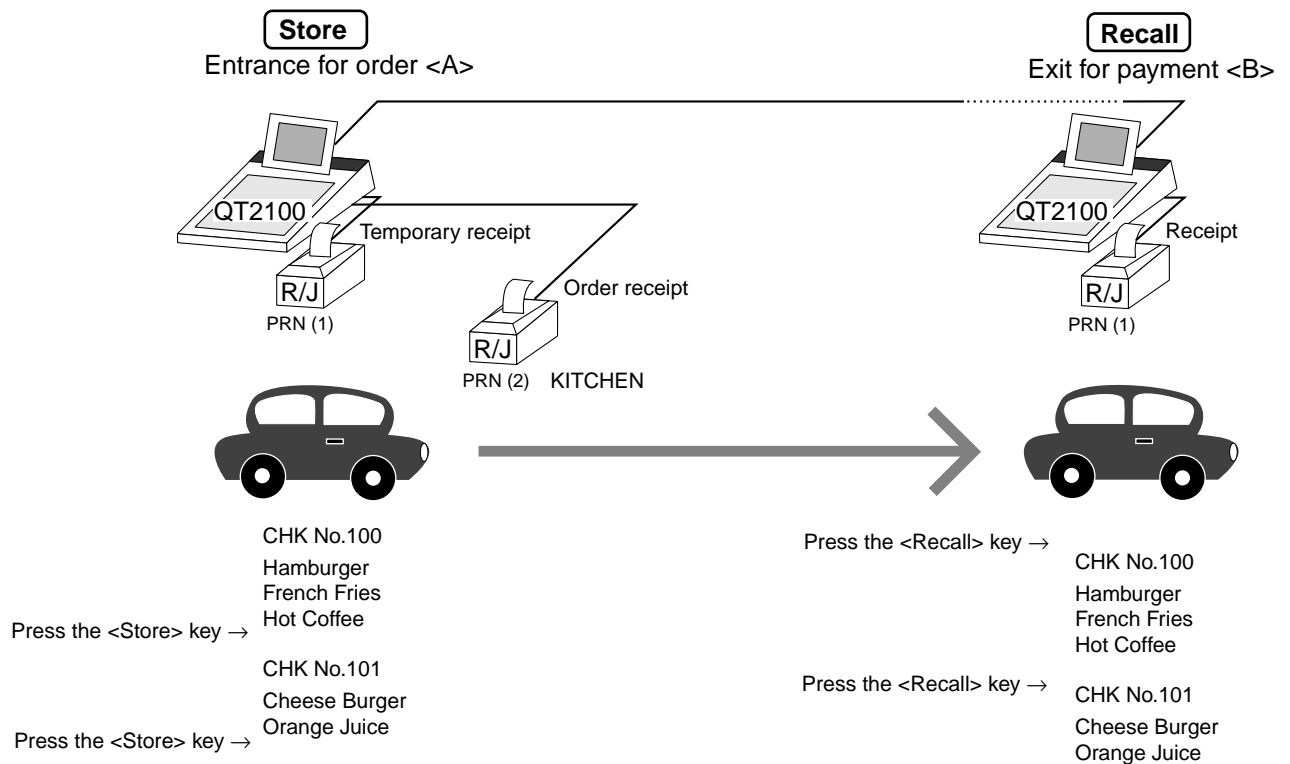 Store
Entrance for order <A>
QT2100
Temporary receipt
R/J
PRN (1)
Order receipt
R/J
PRN (2) KITCHEN
CHK No.100
Hamburger
French Fries
Hot Coffee
Press the <Store> key →
CHK No.101
Cheese Burger
Orange Juice
Press the <Store> key →
Recall
Exit for payment <B>
QT2100
Receipt
R/J
PRN (1)
Press the <Recall> key →
CHK No.100
Hamburger
French Fries
Hot Coffee
Press the <Recall> key →
CHK No.101
Cheese Burger
Orange Juice